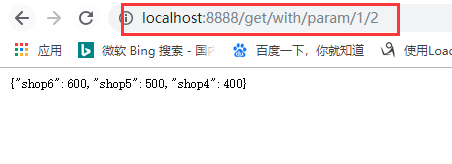 localhost:8888/get/with/param/1/2
应用 微软 Bing 搜索 - 国 百度一下，你就知道 使用Load
{"shop6": 600, "shop5": 500, "shop4": 400}